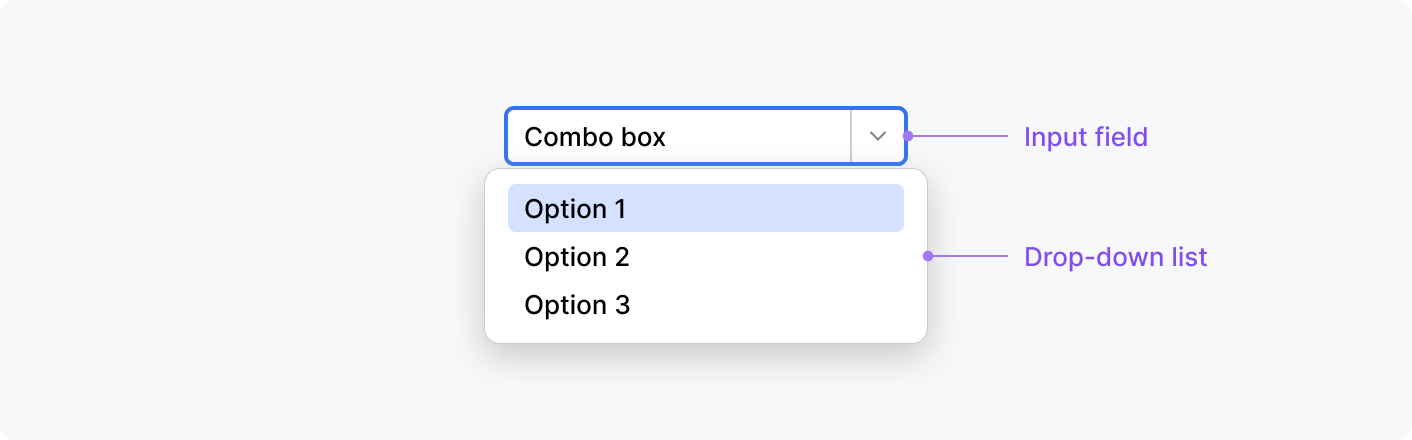 Combo box
Input field
Option 1
Option 2
Drop-down list
Option 3